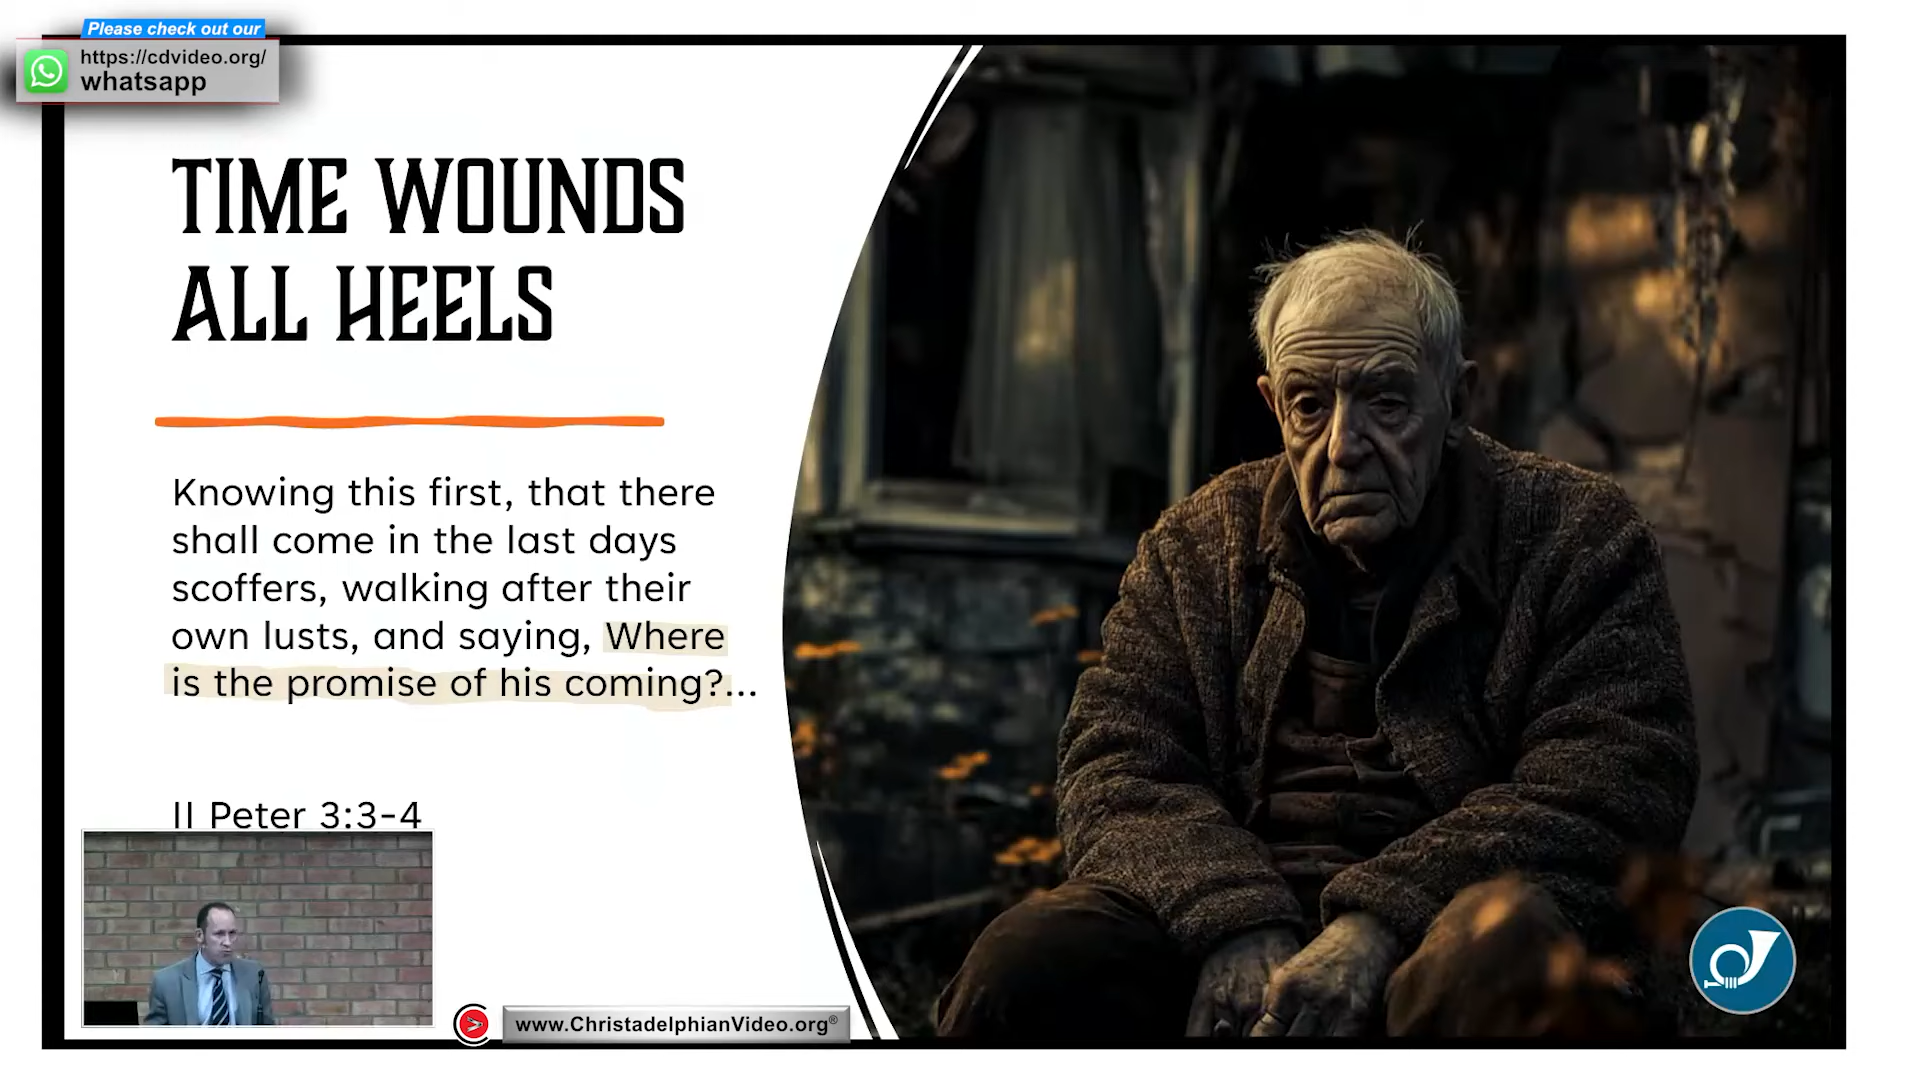 Please check out our
https://cdvideo.org/
whatsapp
TIME WOUNDS
ALL HEELS
Knowing this first, that there
shall come in the last days
scoffers, walking after their
own lusts, and saying, Where
is the promise of his coming?...
II Peter 3:3-4
www.ChristadelphianVideo.org®